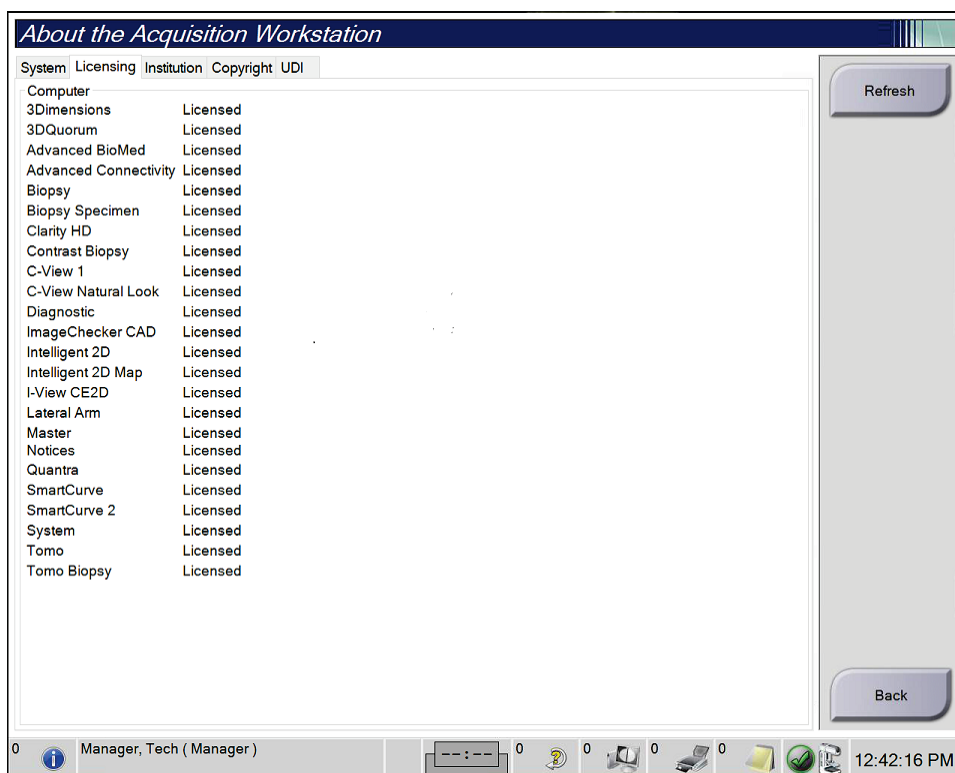 About the Acquisition Workstation
System Licensing Institution Copyright UDI
Refresh
Computer
3Dimensions Licensed
3DQuorum Licensed
Advanced BioMed Licensed
Advanced Connectivity Licensed
Biopsy Licensed
Biopsy Specimen Licensed
Clarity HD Licensed
Contrast Biopsy Licensed
C-View 1 Licensed
C-View Natural Look Licensed
Diagnostic Licensed
ImageChecker CAD Licensed
Intelligent 2D Licensed
Intelligent 2D Map Licensed
I-View CE2D Licensed
Lateral Arm Licensed
Master Licensed
Notices Licensed
Quantra Licensed
SmartCurve Licensed
SmartCurve 2 Licensed
System Licensed
Tomo Licensed
Tomo Biopsy Licensed
Back
0 Manager, Tech ( Manager ) --:-- 0 0 0 0 12:42:16 PM